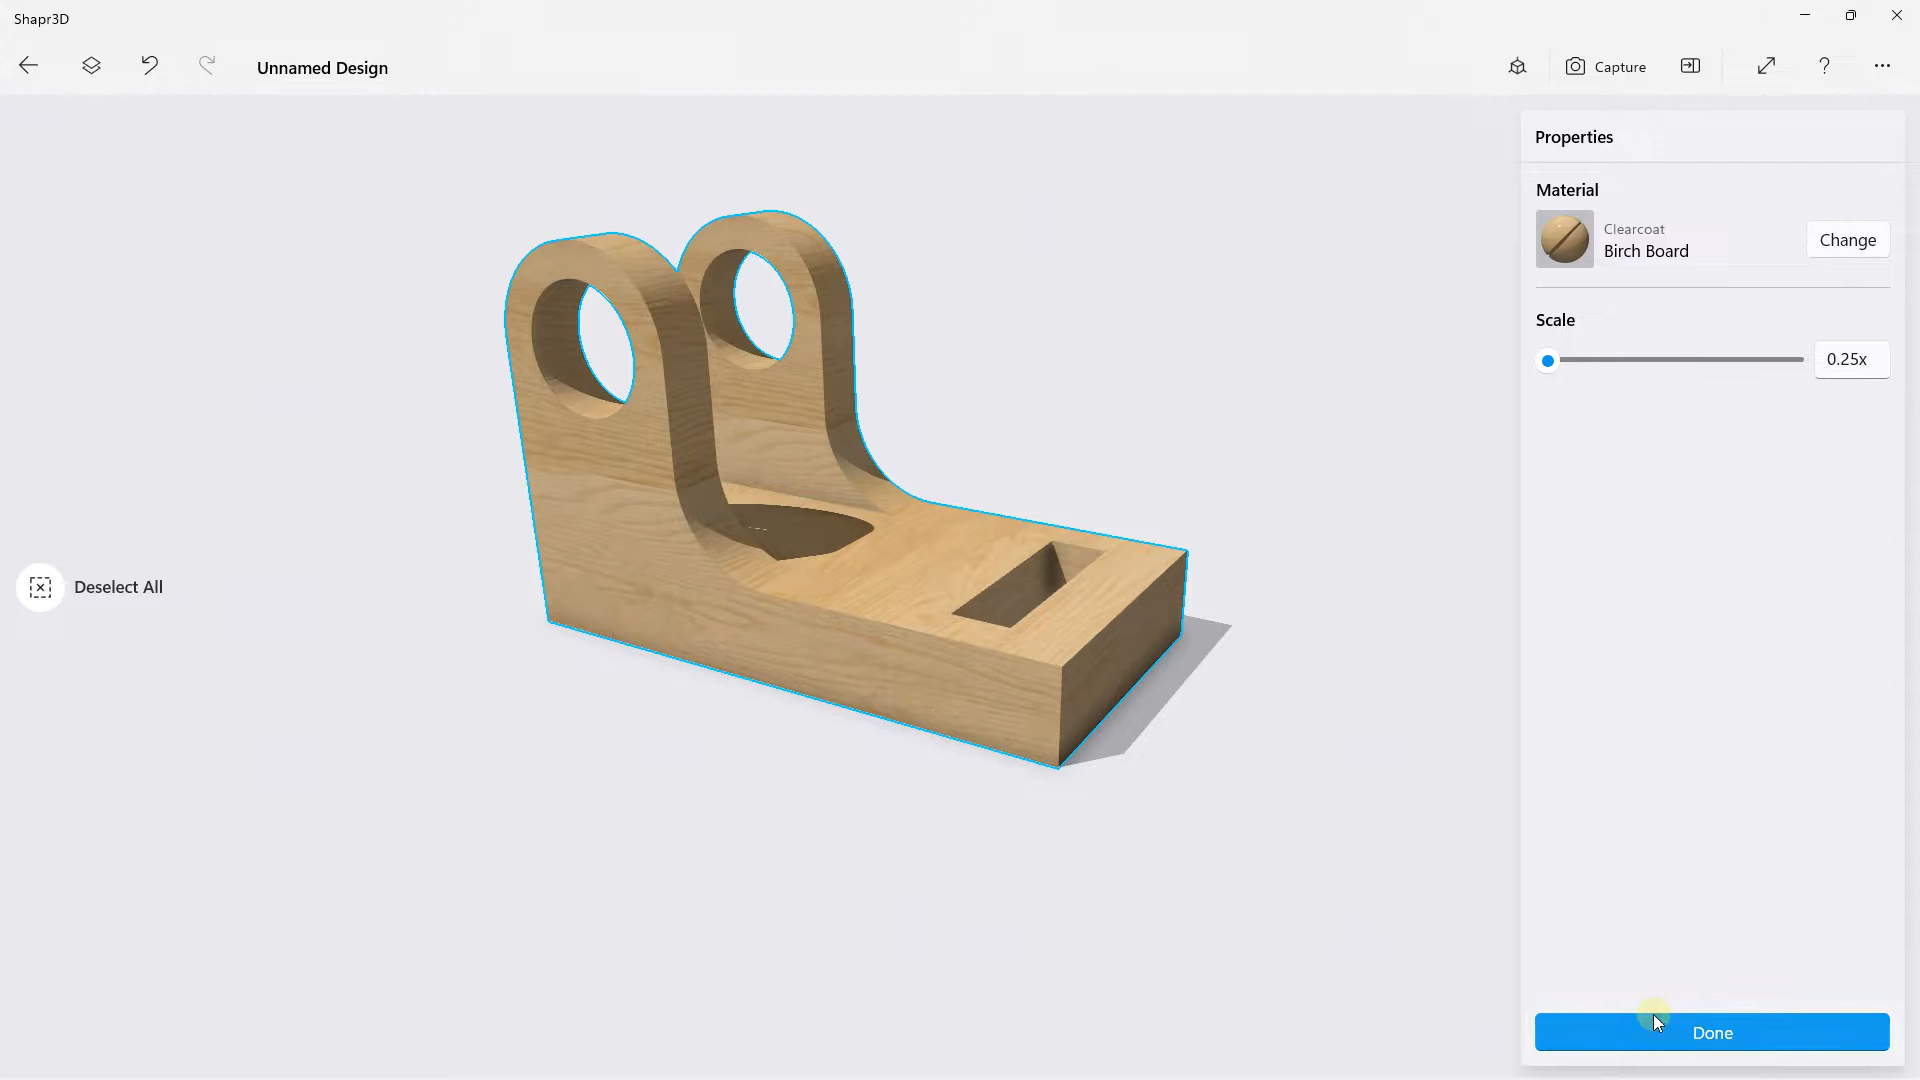 Shapr3D
Unnamed Design
Capture
?
Properties
Material
Clearcoat
Birch Board
Change
Scale
0.25x
Deselect All
Done